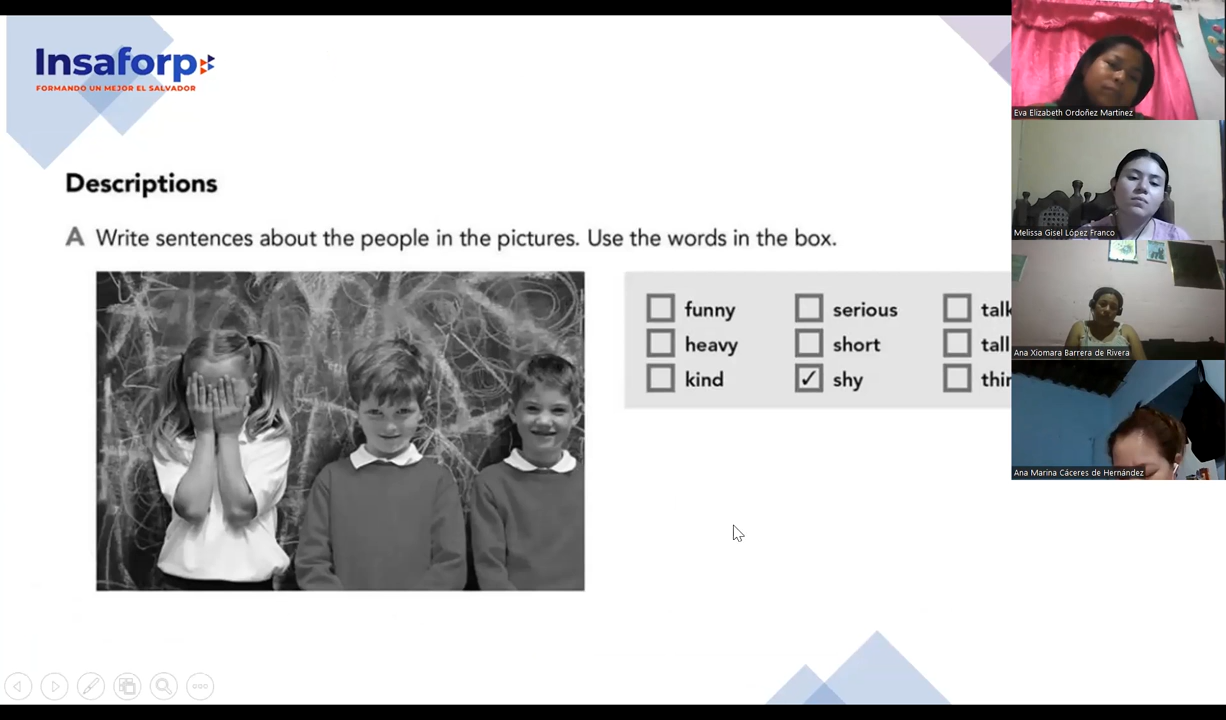 Insaforp
FORMANDO UN MEJOR EL SALVADOR
Descriptions
A Write sentences about the people in the pictures. Use the words in the box.
funny serious
heavy short tall
kind ✓ shy
Eva Elizabeth Ordoñez Martinez
Melissa Gisel López Franco
Ana Xiomara Barrera de Rivera
Ana Marina Cáceres de Hernández